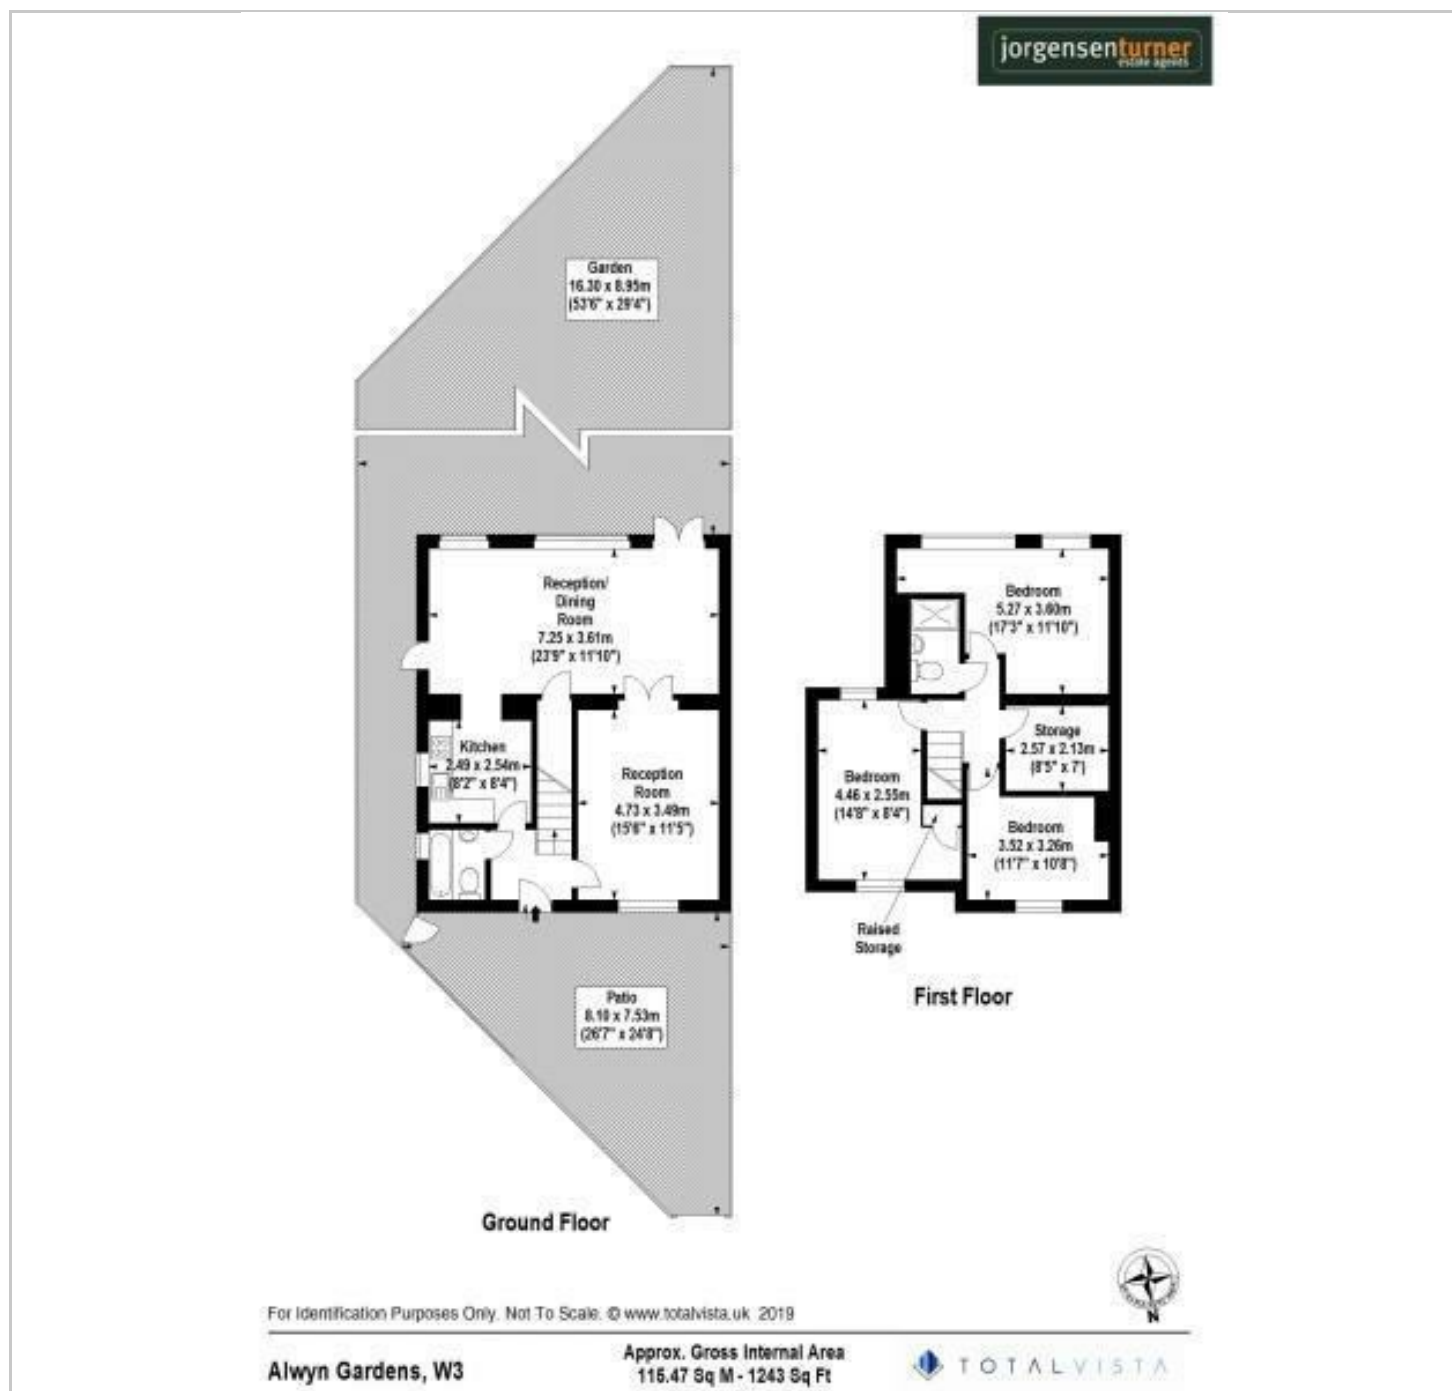 jorgensenturner
estate agents
Garden
16.30 x 8.95m
(53'6" x 29'4")
Reception/
Dining
Room
7.25 x 3.61m
(23'9" x 11'10")
Kitchen
2.49 x 2.54m
(8'2" x 8'4")
Reception
Room
4.73 x 3.49m
(15'6" x 11'5")
Patio
8.10 x 7.53m
(26'7" x 24'8")
Ground Floor
Bedroom
5.27 x 3.60m
(17'3" x 11'10")
Storage
2.57 x 2.13m
(8'5" x 7')
Bedroom
4.46 x 2.55m
(14'8" x 8'4")
Bedroom
3.52 x 3.26m
(11'7" x 10'8")
Raised
Storage
First Floor
N
For Identification Purposes Only. Not To Scale. © www.totalvista.uk 2019
Alwyn Gardens, W3
Approx. Gross Internal Area
115.47 Sq M - 1243 Sq Ft
TOTALVISTA